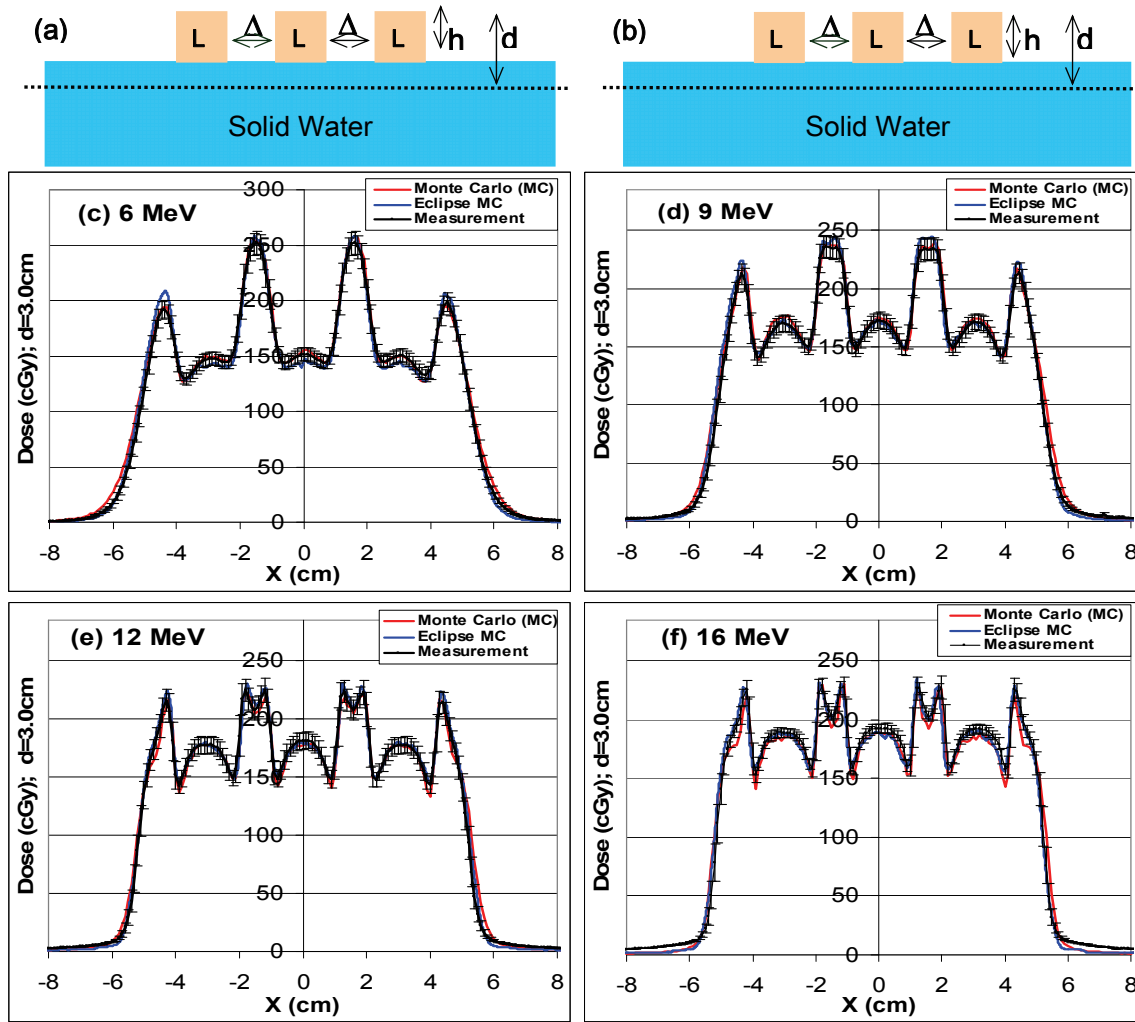 (a) L Δ L Δ L h d
Solid Water
(b) L Δ L Δ L h d
Solid Water
(c) 6 MeV
Monte Carlo (MC)
Eclipse MC
Measurement
Dose (cGy); d=3.0cm
300
250
200
150
100
50
0
-8 -6 -4 -2 0 2 4 6 8
X (cm)
(d) 9 MeV
Monte Carlo (MC)
Eclipse MC
Measurement
Dose (cGy); d=3.0cm
250
200
150
100
50
0
-8 -6 -4 -2 0 2 4 6 8
X (cm)
(e) 12 MeV
Monte Carlo (MC)
Eclipse MC
Measurement
Dose (cGy); d=3.0cm
250
200
150
100
50
0
-8 -6 -4 -2 0 2 4 6 8
X (cm)
(f) 16 MeV
Monte Carlo (MC)
Eclipse MC
Measurement
Dose (cGy); d=3.0cm
250
200
150
100
50
0
-8 -6 -4 -2 0 2 4 6 8
X (cm)